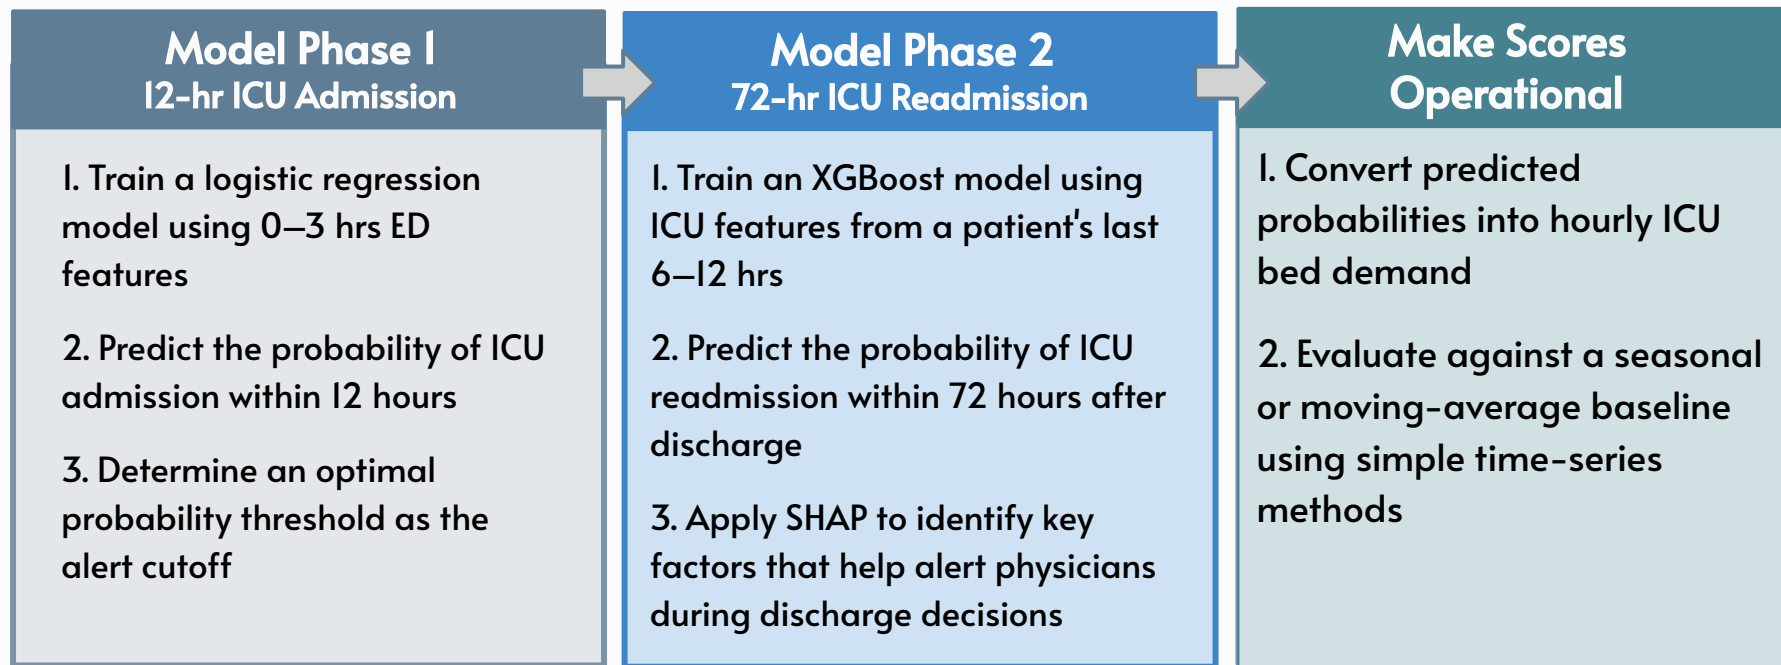 Model Phase 1
12-hr ICU Admission
1. Train a logistic regression
model using 0–3 hrs ED
features
2. Predict the probability of ICU
admission within 12 hours
3. Determine an optimal
probability threshold as the
alert cutoff
Model Phase 2
72-hr ICU Readmission
1. Train an XGBoost model using
ICU features from a patient's last
6–12 hrs
2. Predict the probability of ICU
readmission within 72 hours after
discharge
3. Apply SHAP to identify key
factors that help alert physicians
during discharge decisions
Make Scores
Operational
1. Convert predicted
probabilities into hourly ICU
bed demand
2. Evaluate against a seasonal
or moving-average baseline
using simple time-series
methods